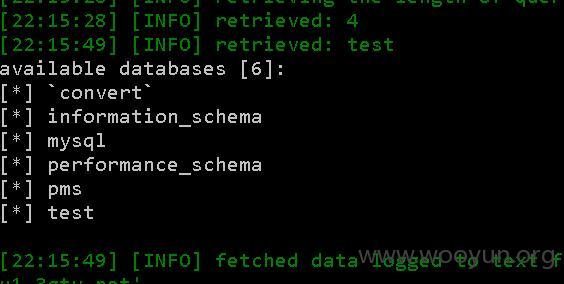 [22:15:28] [INFO] retrieving the length of quer
[22:15:28] [INFO] retrieved: 4
[22:15:49] [INFO] retrieved: test
available databases [6]:
[*] `convert`
[*] information_schema
[*] mysql
[*] performance_schema
[*] pms
[*] test
www.wooyun.org
[22:15:49] [INFO] fetched data logged to text f